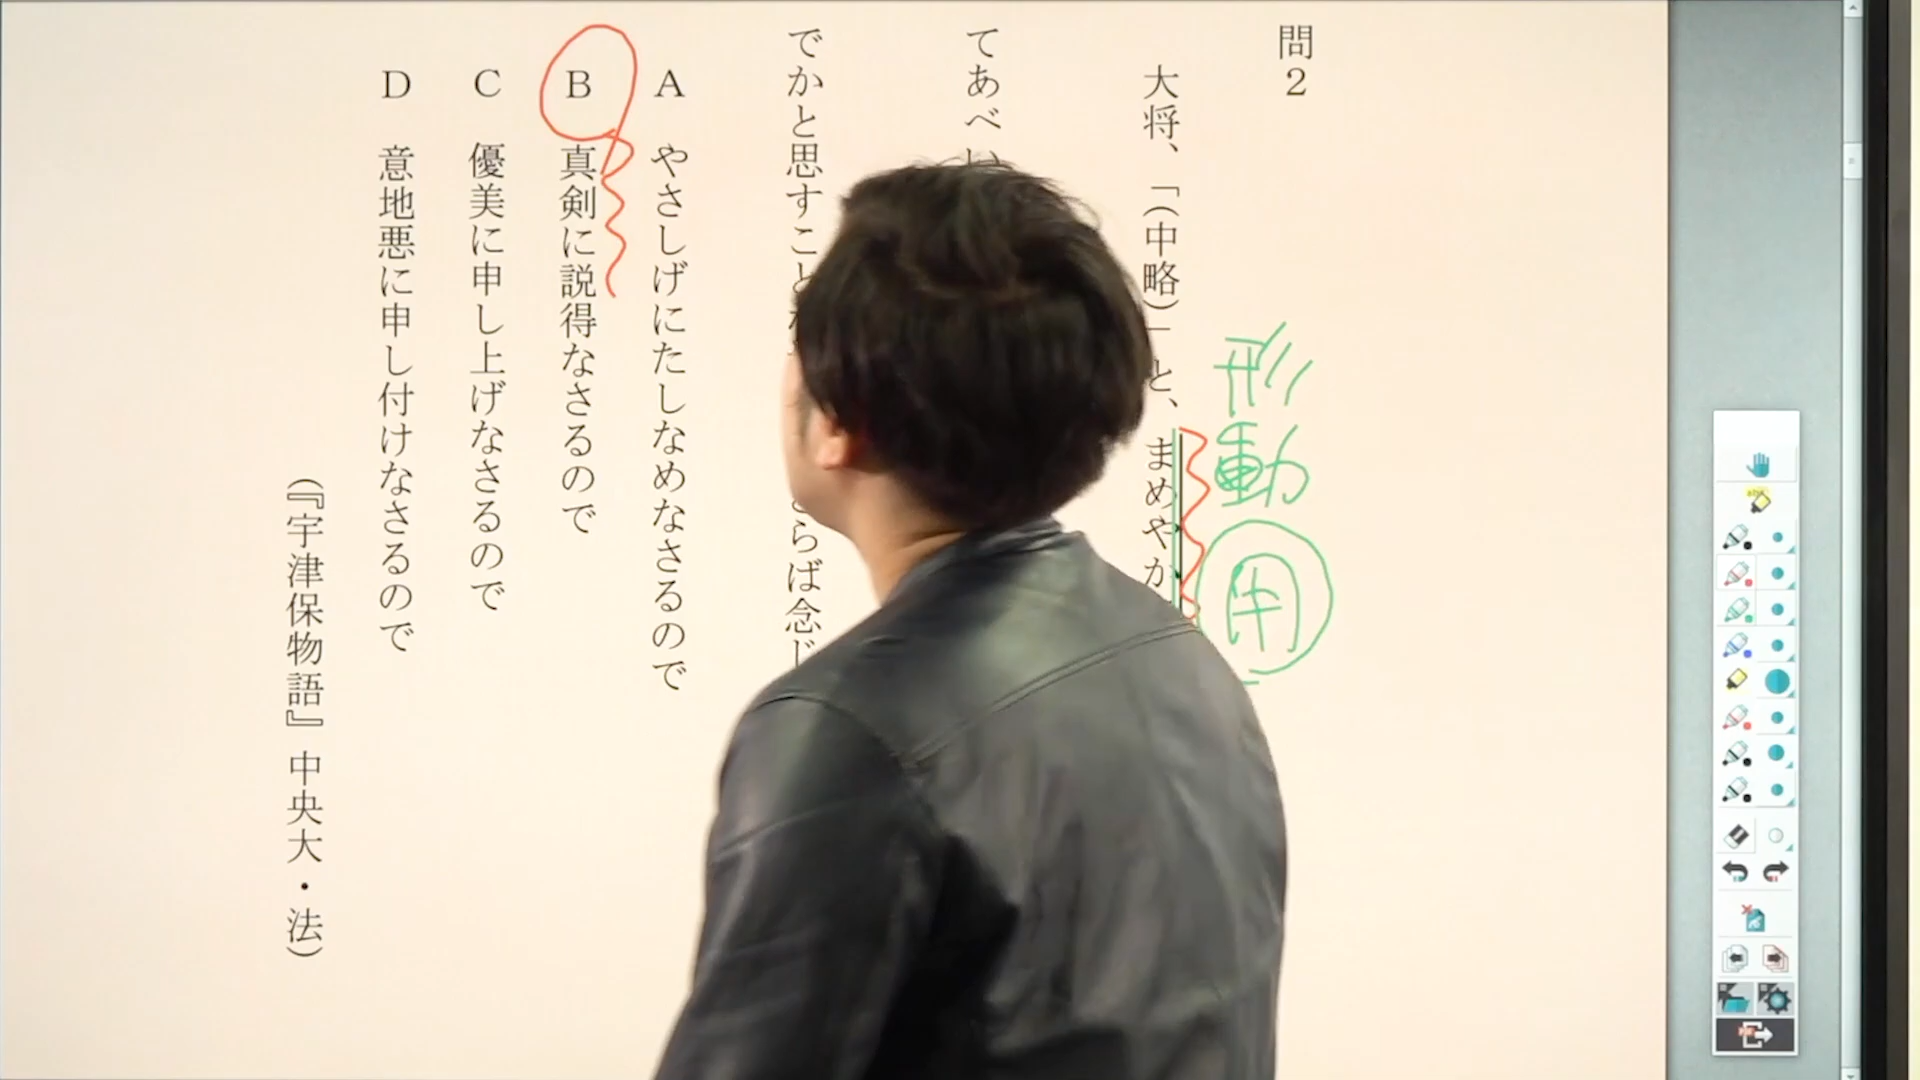 問2
形動用
大将、「(中略)」と、まめやか
てあべい
でかと思すこと
らば念じ
A やさしげにたしなめなさるので
B 真剣に説得なさるので
C 優美に申し上げなさるので
D 意地悪に申し付けなさるので
(『宇津保物語』中央大・法)